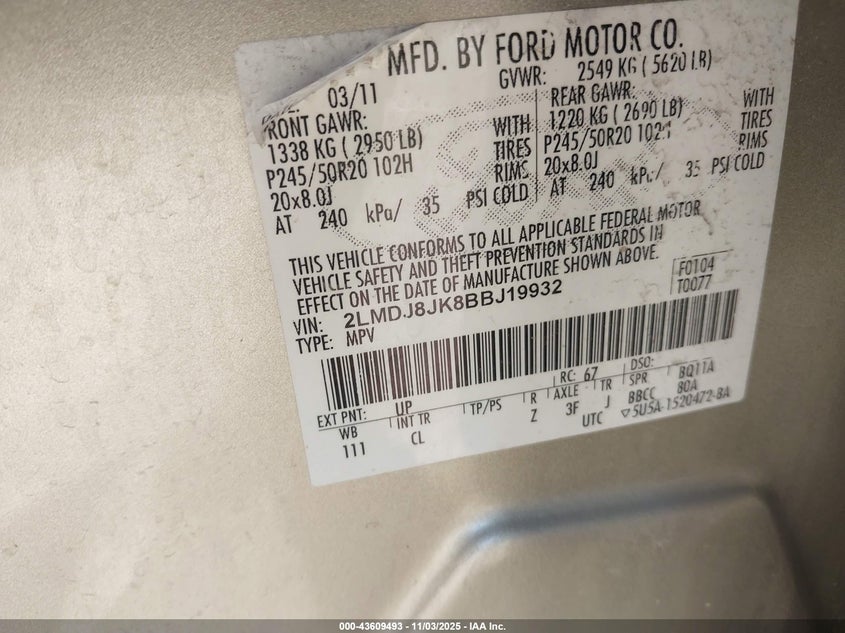 MFD. BY FORD MOTOR CO.
03/11
GVWR: 2549 KG ( 5620 LB)
RONT GAWR:
1338 KG ( 2950 LB)
P245/50R20 102H
20x8.0J
WITH
TIRES
RIMS
AT 240 kPa/ 35 PSI COLD
REAR GAWR:
1220 KG ( 2690 LB)
P245/50R20
20x8.0J
WITH
TIRES
RIMS
AT 240 kPa/ 35 PSI COLD
THIS VEHICLE CONFORMS TO ALL APPLICABLE FEDERAL MOTOR
VEHICLE SAFETY AND THEFT PREVENTION STANDARDS IN
EFFECT ON THE DATE OF MANUFACTURE SHOWN ABOVE.
F0104
T0077
VIN: 2LMDJ8JK8BBJ19932
TYPE: MPV
RC: 67 DSO:
EXT PNT: UP AXLE TR SPR BQ11A
WB INT TR TP/PS R 3F J BBCC 80A
111 CL Z UTC 5U5A-1520472-BA
000-43609493 - 11/03/2025 - IAA Inc.